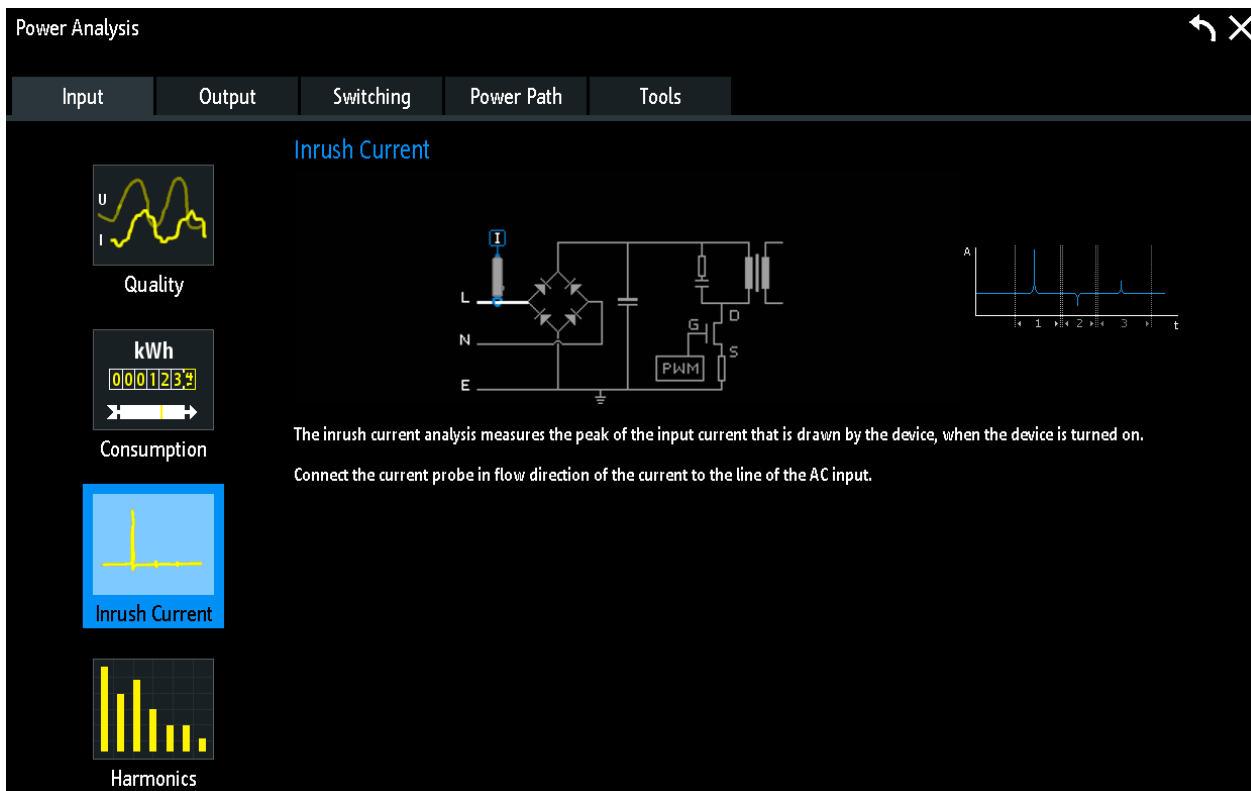 Power Analysis
Input Output Switching Power Path Tools
Inrush Current
U
I
Quality
kWh
0001234
Consumption
Inrush Current
Harmonics
I
L
N
E
G
D
S
PWM
A
1 2 3 t
The inrush current analysis measures the peak of the input current that is drawn by the device, when the device is turned on.
Connect the current probe in flow direction of the current to the line of the AC input.